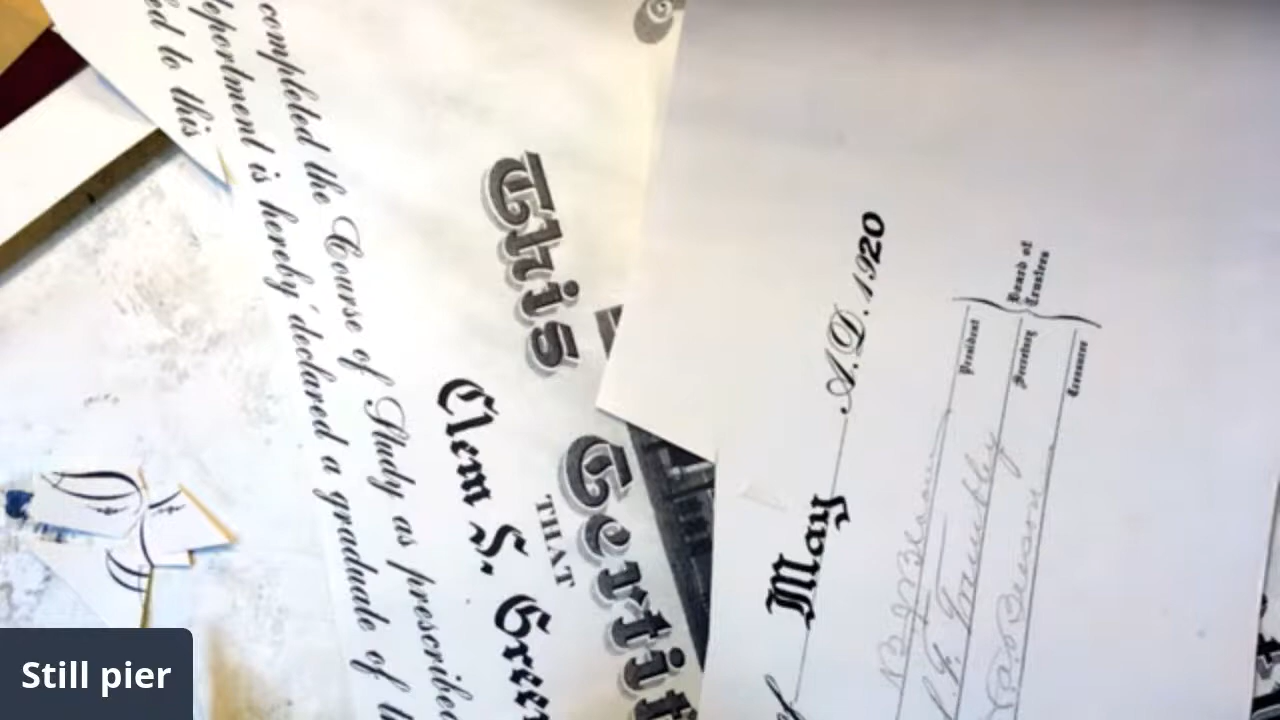 This Certif
THAT
Clem S. Green
completed the Course of Study as prescribed
deportment is hereby declared a graduate of
ed to this
May A.D. 1920
President
Secretary
Treasurer
Board of
Trustees
Still pier